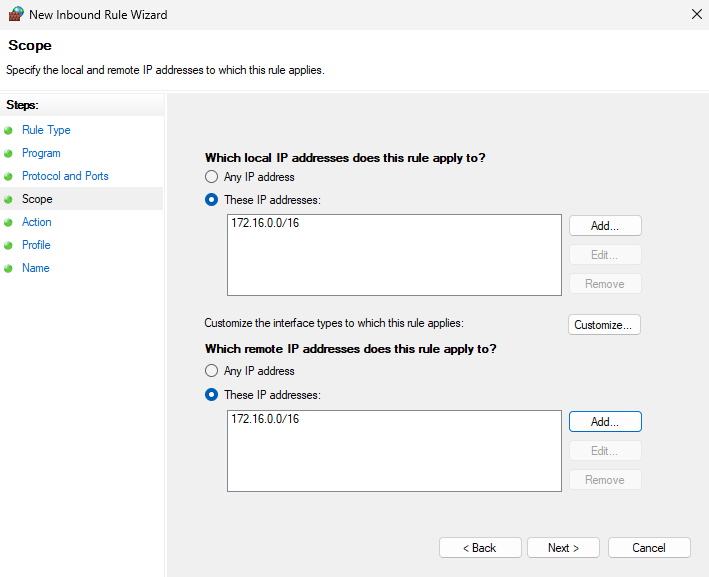 New Inbound Rule Wizard
Scope
Specify the local and remote IP addresses to which this rule applies.
Steps:
Rule Type
Program
Protocol and Ports
Scope
Action
Profile
Name
Which local IP addresses does this rule apply to?
Any IP address
These IP addresses:
172.16.0.0/16
Add...
Edit...
Remove
Customize the interface types to which this rule applies:
Customize...
Which remote IP addresses does this rule apply to?
Any IP address
These IP addresses:
172.16.0.0/16
Add...
Edit...
Remove
< Back
Next >
Cancel